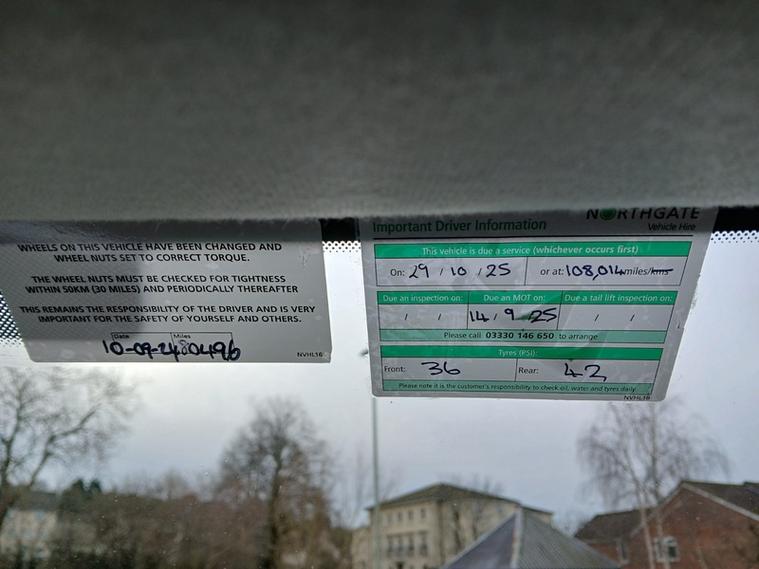 WHEELS ON THIS VEHICLE HAVE BEEN CHANGED AND
WHEEL NUTS SET TO CORRECT TORQUE.
THE WHEEL NUTS MUST BE CHECKED FOR TIGHTNESS
WITHIN 50KM (30 MILES) AND PERIODICALLY THEREAFTER
THIS REMAINS THE RESPONSIBILITY OF THE DRIVER AND IS VERY
IMPORTANT FOR THE SAFETY OF YOURSELF AND OTHERS.
Date Miles
10-09-24 80496
NVHL16
NORTHGATE
Vehicle Hire
Important Driver Information
This vehicle is due a service (whichever occurs first)
On: 29 / 10 / 25 or at: 108,014 miles/kms
Due an inspection on: Due an MOT on: Due a tail lift inspection on:
/ / 14 / 9 / 25 / /
Please call 03330 146 650 to arrange
Tyres (PSI):
Front: 36 Rear: 42
Please note it is the customer's responsibility to check oil, water and tyres daily
NVHL18